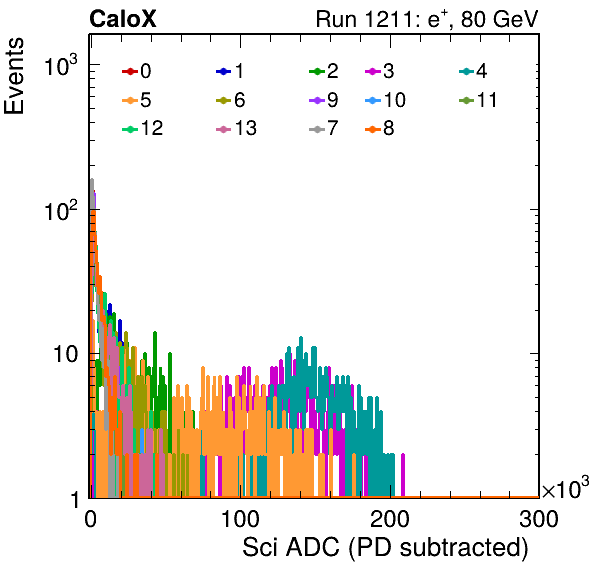 CaloX Run 1211: e⁺, 80 GeV
Events
10³
0 1 2 3 4
5 6 9 10 11
12 13 7 8
10²
10
1
0 100 200 300
×10³
Sci ADC (PD subtracted)